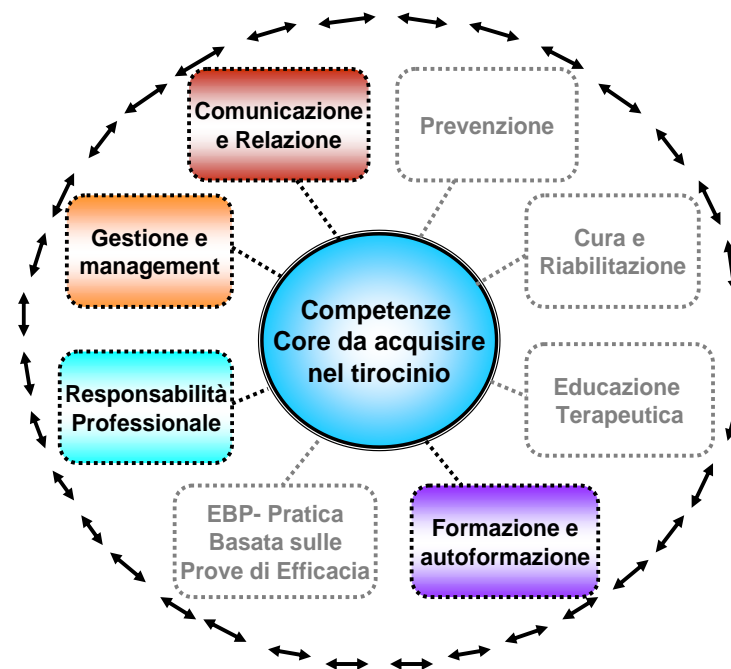 Comunicazione
e Relazione
Prevenzione
Gestione e
management
Cura e
Riabilitazione
Competenze
Core da acquisire
nel tirocinio
Responsabilità
Professionale
Educazione
Terapeutica
EBP- Pratica
Basata sulle
Prove di Efficacia
Formazione e
autoformazione